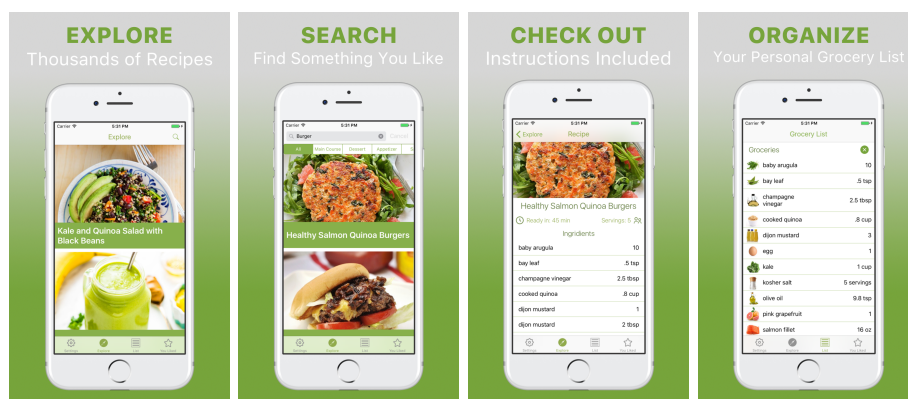 EXPLORE
Thousands of Recipes
Carrier
5:31 PM
Explore
Kale and Quinoa Salad with
Black Beans
Settings
Explore
List
You Liked
SEARCH
Find Something You Like
Carrier
5:31 PM
Burger
Cancel
All
Main Course
Dessert
Appetizer
S
Healthy Salmon Quinoa Burgers
Settings
Explore
List
You Liked
CHECK OUT
Instructions Included
Carrier
5:31 PM
Explore
Recipe
Healthy Salmon Quinoa Burgers
Ready in: 45 min
Servings: 5
Ingridients
baby arugula 10
bay leaf .5 tsp
champagne vinegar 2.5 tbsp
cooked quinoa .8 cup
dijon mustard 1
dijon mustard 2 tbsp
Settings
Explore
List
You Liked
ORGANIZE
Your Personal Grocery List
Carrier
5:31 PM
Grocery List
Groceries
baby arugula 10
bay leaf .5 tsp
champagne
vinegar 2.5 tbsp
cooked quinoa .8 cup
dijon mustard 3
egg 1
kale 1 cup
kosher salt 5 servings
olive oil 9.8 tsp
pink grapefruit 1
salmon fillet 16 oz
Settings
Explore
List
You Liked